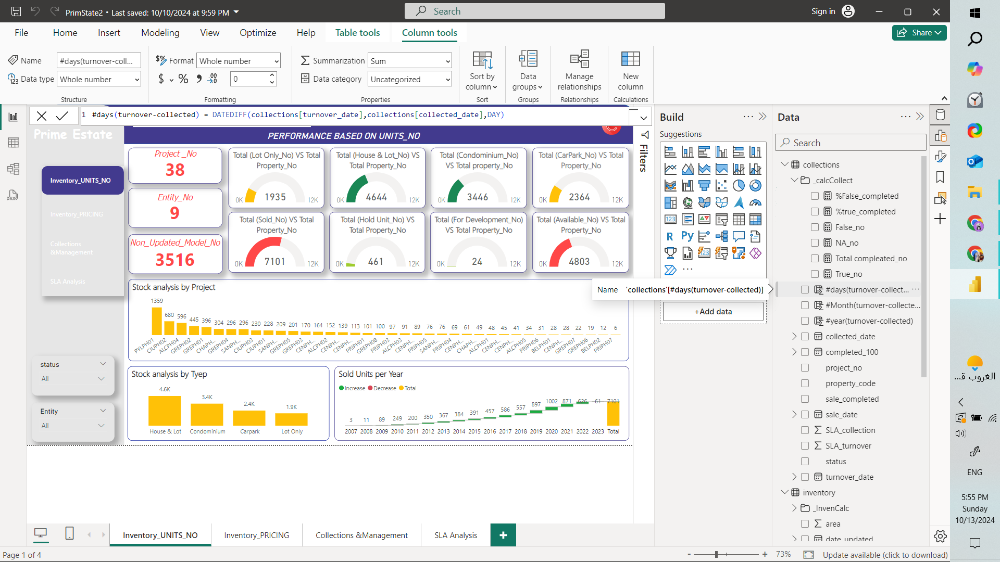 PrimState2 • Last saved: 10/10/2024 at 9:59 PM
Search
Sign in
File
Home
Insert
Modeling
View
Optimize
Help
Table tools
Column tools
Share
Name
#days(turnover-coll...
Data type
Whole number
Structure
Format
Whole number
$
%
0
Formatting
Summarization
Sum
Data category
Uncategorized
Properties
Sort by
column
Sort
Data
groups
Groups
Manage
relationships
Relationships
New
column
Calculations
1 #days(turnover-collected) = DATEDIFF(collections[turnover_date],collections[collected_date],DAY)
Prime Estate
PERFORMANCE BASED ON UNITS_NO
Inventory_UNITS_NO
Inventory_PRICING
Collections
&Management
SLA Analysis
status
All
Entity
All
Project _No
38
Entity_No
9
Non_Updated_Model_No
3516
Total (Lot Only_No) VS Total
Property_No
0K
1935
12K
Total (House & Lot_No) VS
Total Property_No
0K
4644
12K
Total (Condominium_No)
VS Total property_No
0K
3446
12K
Total (CarPark_No) VS Total
Property_No
0K
2364
12K
Total (Sold_No) VS Total
Property_No
0K
7101
12K
Total (Hold Unit_No) VS
Total Property_No
0K
461
12K
Total (For Development_No)
VS Total Property_No
0K
24
12K
Total (Available_No) VS Total
Property_No
0K
4803
12K
Stock analysis by Project
1359 680 596 445 396 304 296 296 230 228 209 201 170 164 152 139 113 101 100 97 91 89 76 76 69 61 49 48 45 41 34 31 28 28 22 19 12 6
PYLPH01 CIUPH02 ALCPH04 GREPH02 GREPH01 CHAPH... GREPH04 SANPH... CIUPH03 CIUPH01 SANPH... GREPH05 GREPH03 CENPH... ALCPH02 CENPH... CENPH... PRIPH01 GREPH08 PRIPH03 ALCPH03 CENPH... PRIPH05 SANPH... PRIPH04 CENPH... CHAPH... ALCPH01 CENPH... CENPH... ALCPH05 PRIPH06 BELPH01 CENPH... GREPH07 GREPH06 BELPH02 PRIPH07
Stock analysis by Tyep
4.6K
3.4K
2.4K
1.9K
House & Lot
Condominium
Carpark
Lot Only
Sold Units per Year
Increase Decrease Total
3 11 89 249 200 350 367 384 391 457 586 557 897 1002 871 626 61 7101
2007 2008 2009 2010 2011 2012 2013 2014 2015 2016 2017 2018 2019 2020 2021 2022 2023 Total
Filters
Build
Suggestions
R
Py
123
Name 'collections'[#days(turnover-collected)]
+Add data
Data
Search
collections
_calcCollect
%False_completed
%true_completed
False_no
NA_no
Total compleated_no
True_no
#days(turnover-collect...
#Month(turnover-collecte...
#year(turnover-collected)
collected_date
completed_100
project_no
property_code
sale_completed
sale_date
SLA_collection
SLA_turnover
status
turnover_date
inventory
_InvenCalc
area
date_updated
Inventory_UNITS_NO
Inventory_PRICING
Collections &Management
SLA Analysis
+
Page 1 of 4
-
+
73%
Update available (click to download)
الغروب ق...
ENG
5:55 PM
Sunday
10/13/2024